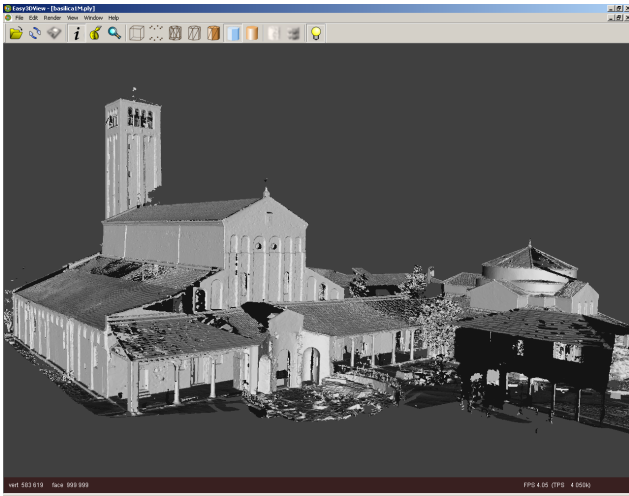 Easy3DView - [basilica1M.ply]
File Edit Render View Window Help
vert 583 619 face 999 999
FPS 4.05 (TPS 4 050k)